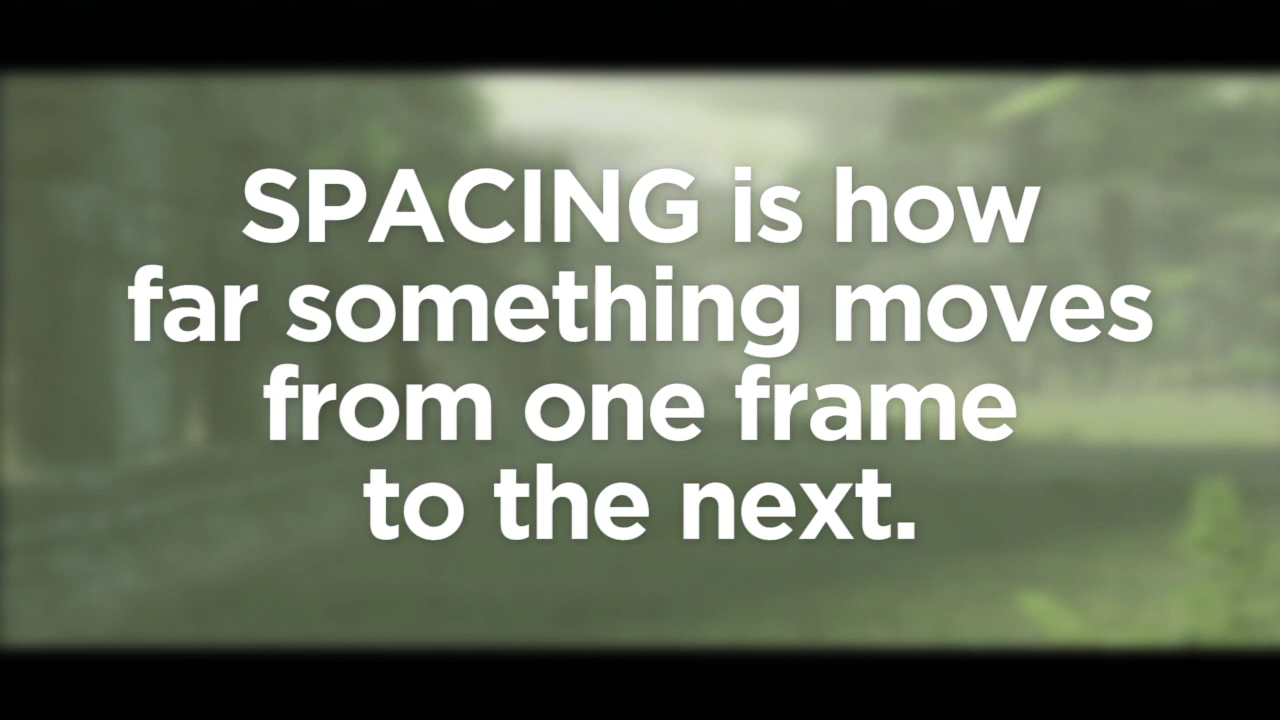 SPACING is how
far something moves
from one frame
to the next.